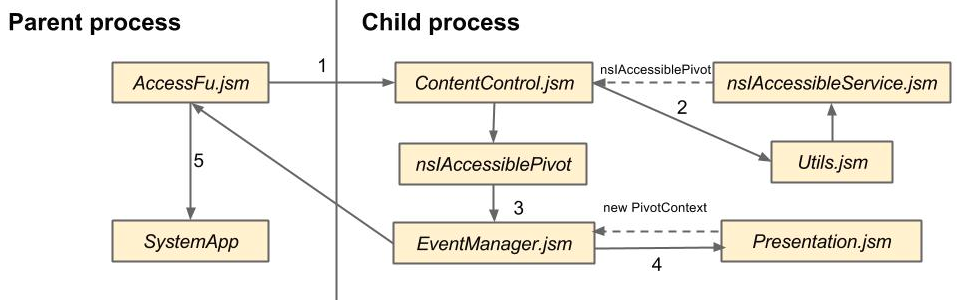 Parent process
Child process
1
AccessFu.jsm
ContentControl.jsm
nsIAccessiblePivot
nsIAccessibleService.jsm
2
5
nsIAccessiblePivot
Utils.jsm
3
new PivotContext
SystemApp
EventManager.jsm
Presentation.jsm
4